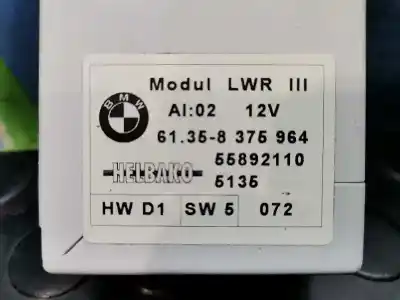 Modul LWR III
BMW
AI:02 12V
61.35-8 375 964
55892110
HELBAKO
5135
HW D1 SW 5 072